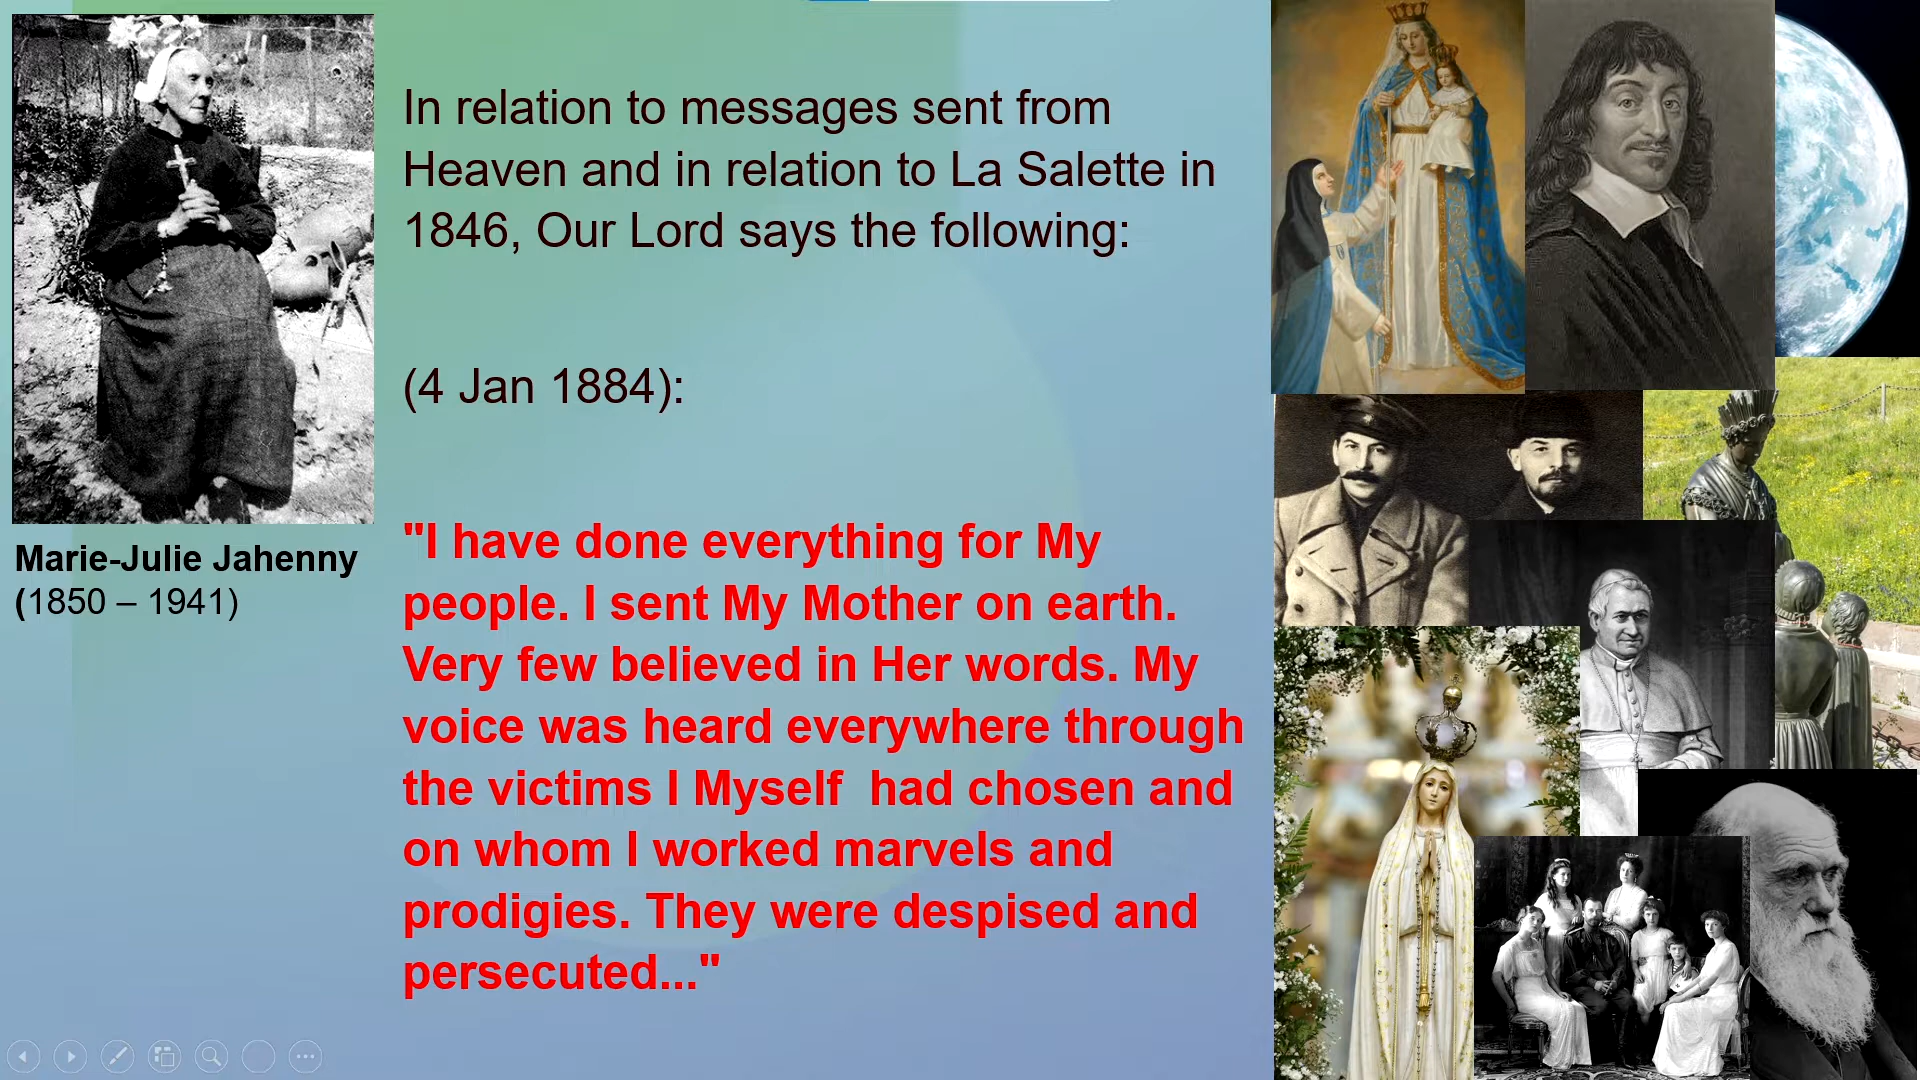 Marie-Julie Jahenny
(1850 – 1941)
In relation to messages sent from
Heaven and in relation to La Salette in
1846, Our Lord says the following:
(4 Jan 1884):
"I have done everything for My
people. I sent My Mother on earth.
Very few believed in Her words. My
voice was heard everywhere through
the victims I Myself  had chosen and
on whom I worked marvels and
prodigies. They were despised and
persecuted..."